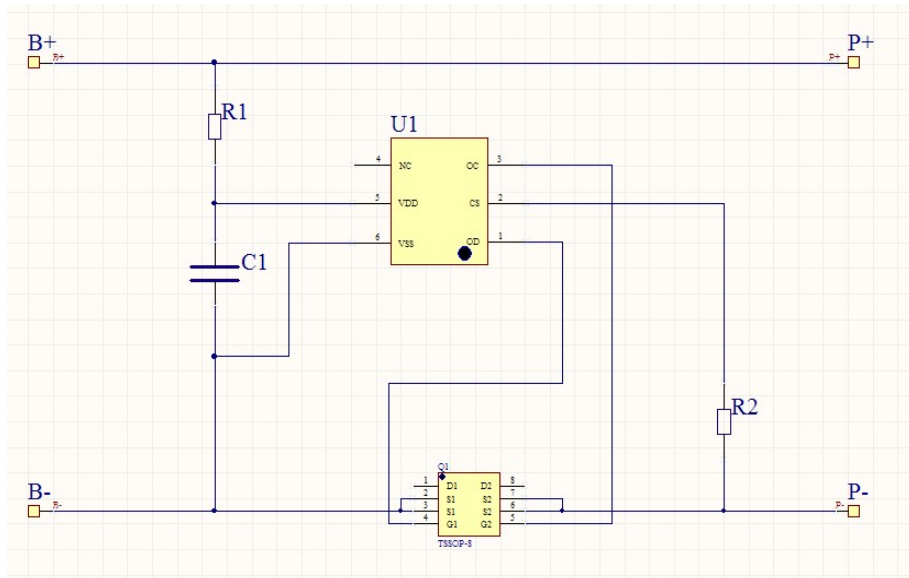 B+
B+
P+
P+
R1
U1
4
NC
OC
3
5
VDD
CS
2
6
VSS
OD
1
C1
R2
Q1
1
D1
D2
8
2
S1
S2
7
3
S1
S2
6
4
G1
G2
5
TSSOP-8
B-
B-
P-
P-